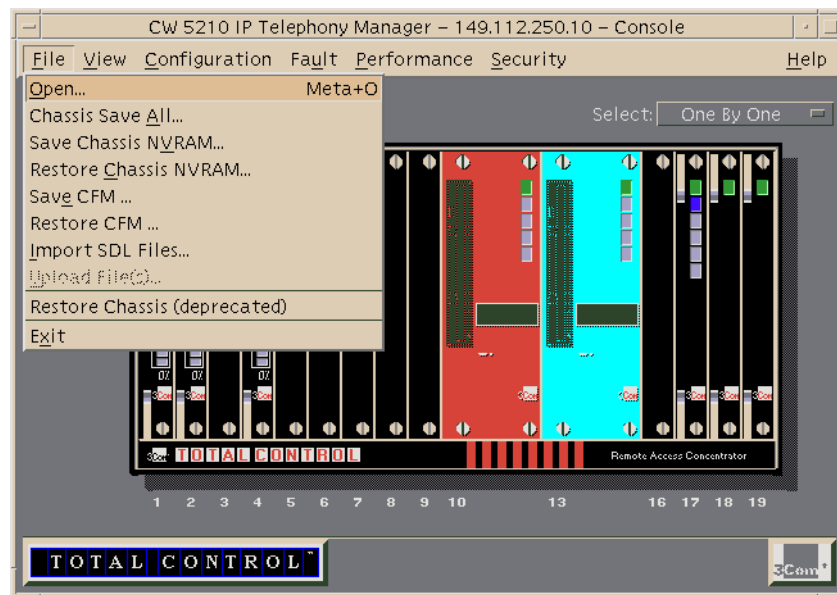 CW 5210 IP Telephony Manager – 149.112.250.10 – Console
File View Configuration Fault Performance Security Help
Open... Meta+O
Chassis Save All...
Save Chassis NVRAM...
Restore Chassis NVRAM...
Save CFM ...
Restore CFM ...
Import SDL Files...
Upload File(s)...
Restore Chassis (deprecated)
Exit
Select: One By One
0% 0% 0%
3Com 3Com 3Com 3Com 3Com 3Com 3Com 3Com
3Com TOTAL CONTROL Remote Access Concentrator
1 2 3 4 5 6 7 8 9 10 13 16 17 18 19
TOTAL CONTROL™
3Com